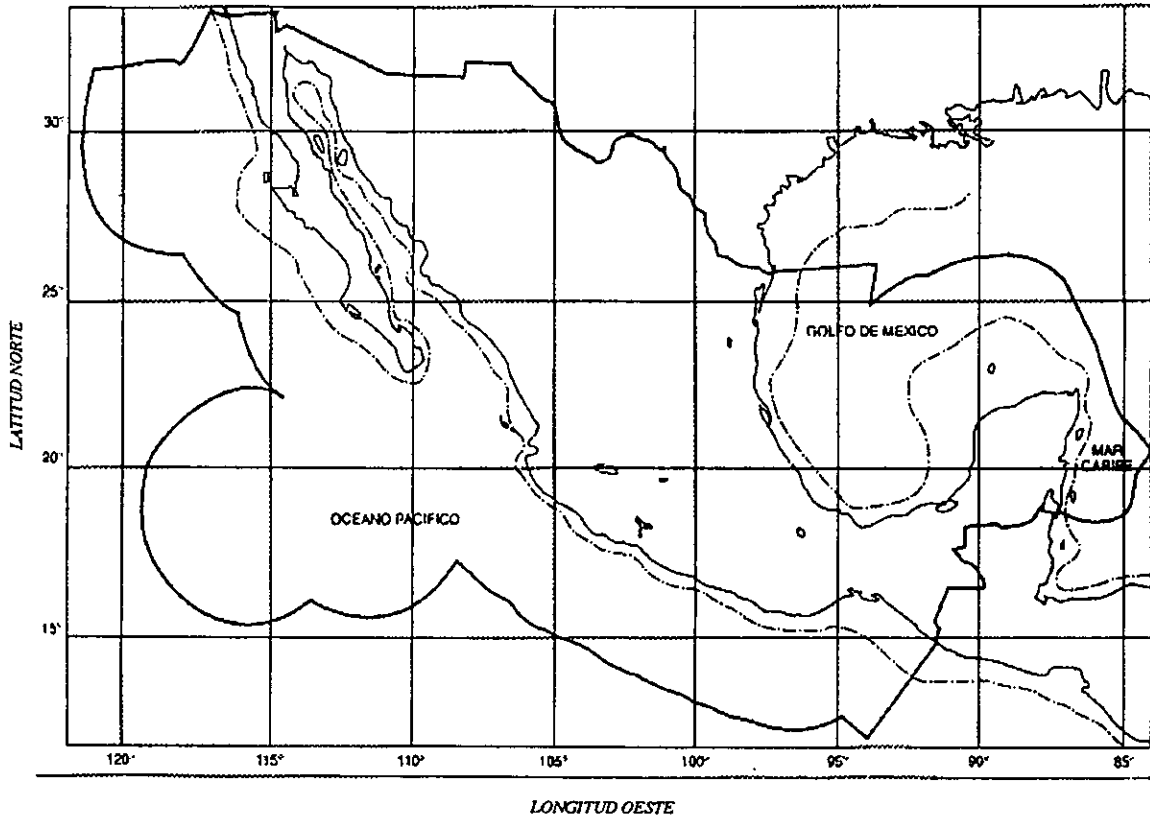 30°
25°
20°
15°
LATITUD NORTE
GOLFO DE MEXICO
MAR
CARIBE
OCEANO PACIFICO
120°
115°
110°
105°
100°
95°
90°
85°
LONGITUD OESTE